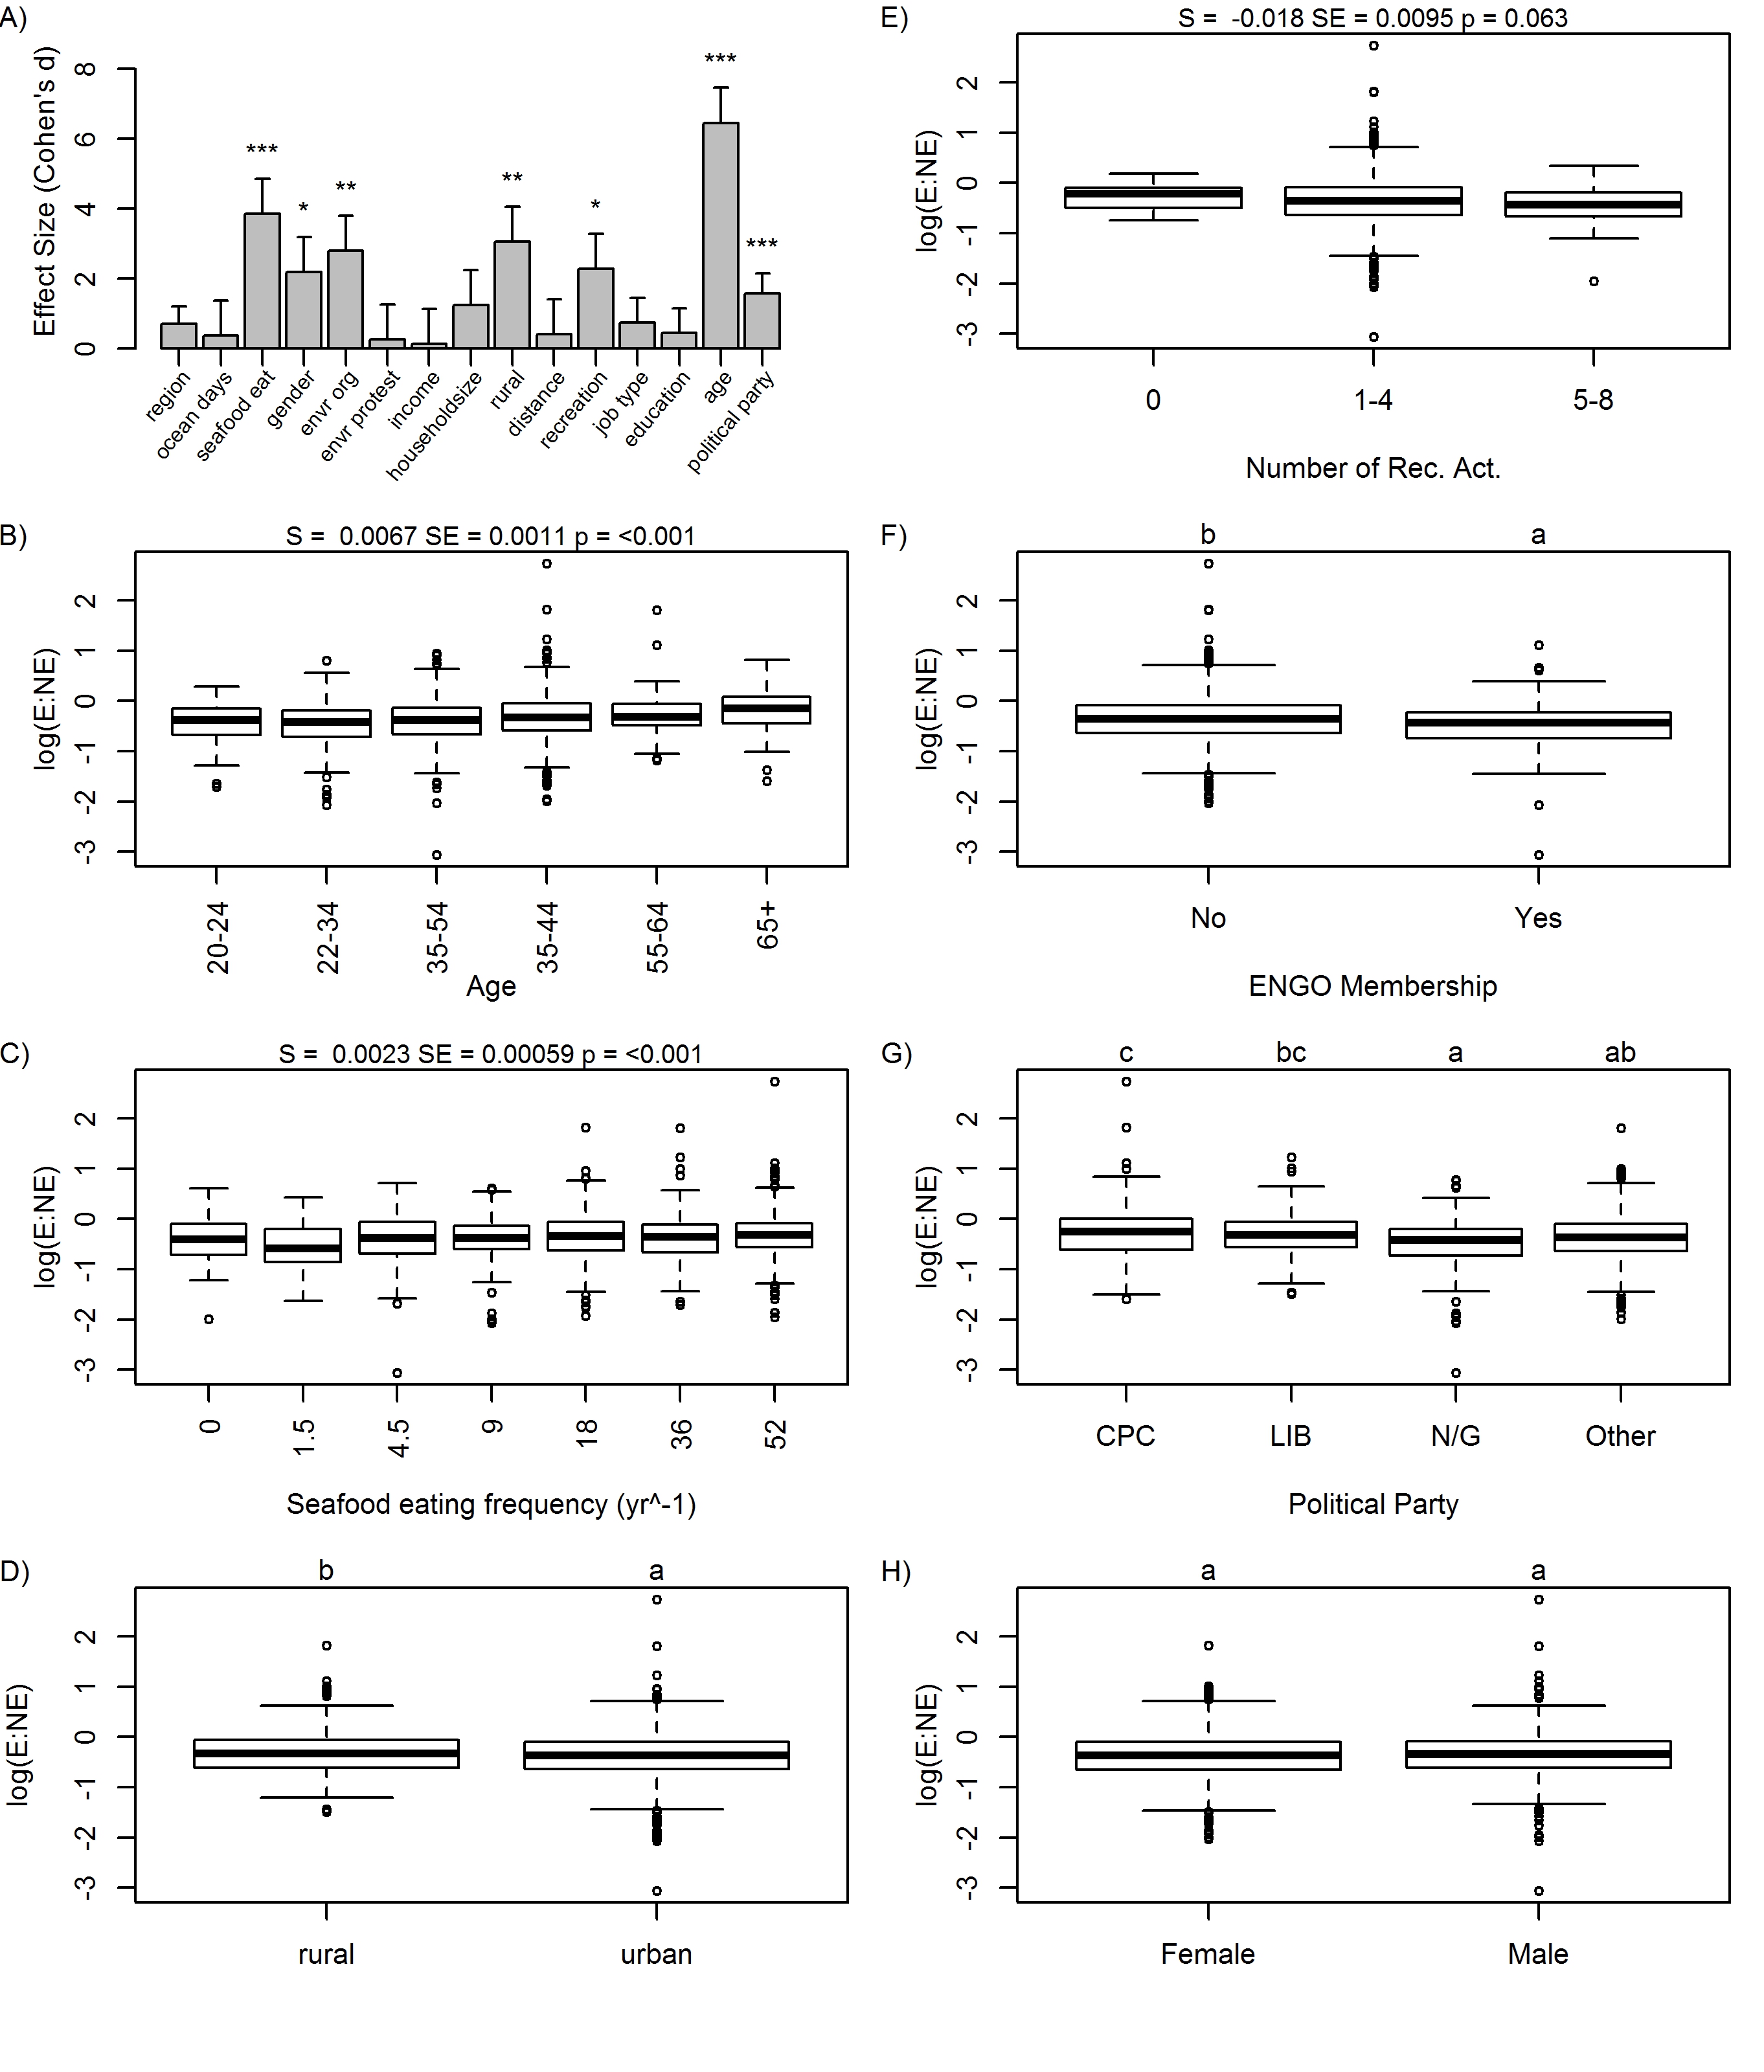 A)
Effect Size (Cohen's d)
0 2 4 6 8
*** * ** ** * *** ***
region
ocean days
seafood eat
gender
envr org
envr protest
income
householdsize
rural
distance
recreation
job type
education
age
political party
B)
S = 0.0067 SE = 0.0011 p = <0.001
log(E:NE)
-3 -2 -1 0 1 2
20-24 22-34 35-54 35-44 55-64 65+
Age
C)
S = 0.0023 SE = 0.00059 p = <0.001
log(E:NE)
-3 -2 -1 0 1 2
0 1.5 4.5 9 18 36 52
Seafood eating frequency (yr^-1)
D)
b a
log(E:NE)
-3 -2 -1 0 1 2
rural urban
E)
S = -0.018 SE = 0.0095 p = 0.063
log(E:NE)
-3 -2 -1 0 1 2
0 1-4 5-8
Number of Rec. Act.
F)
b a
log(E:NE)
-3 -2 -1 0 1 2
No Yes
ENGO Membership
G)
c bc a ab
log(E:NE)
-3 -2 -1 0 1 2
CPC LIB N/G Other
Political Party
H)
a a
log(E:NE)
-3 -2 -1 0 1 2
Female Male